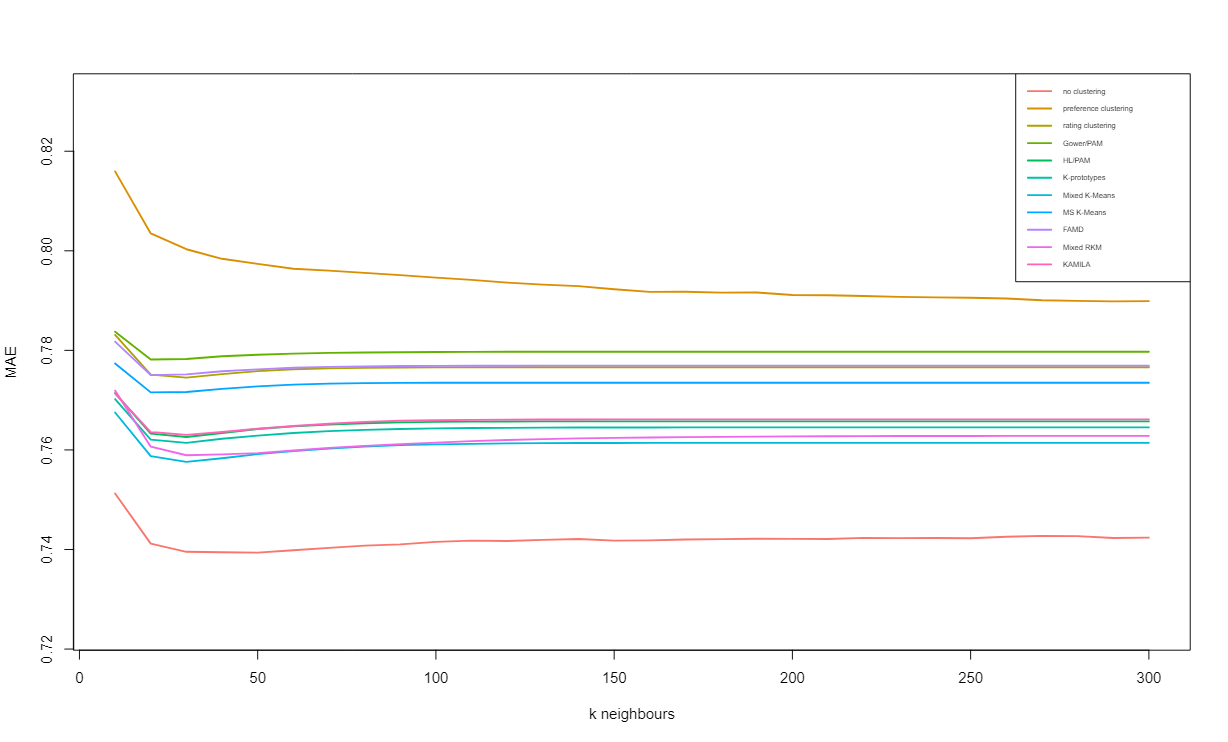 no clustering
preference clustering
rating clustering
Gower/PAM
HL/PAM
K-prototypes
Mixed K-Means
MS K-Means
FAMD
Mixed RKM
KAMILA
MAE
0.82
0.80
0.78
0.76
0.74
0.72
0 50 100 150 200 250 300
k neighbours